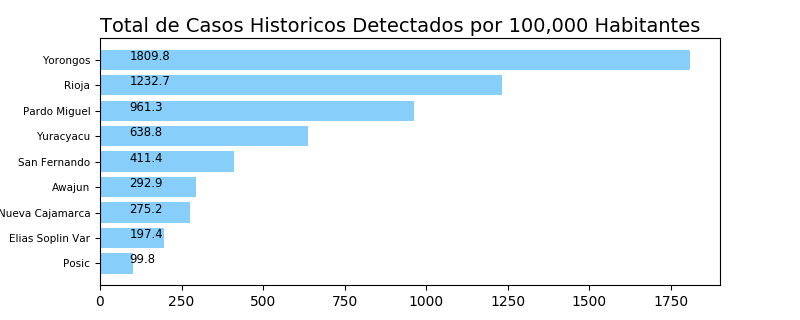 Total de Casos Historicos Detectados por 100,000 Habitantes
Yorongos 1809.8
Rioja 1232.7
Pardo Miguel 961.3
Yuracyacu 638.8
San Fernando 411.4
Awajun 292.9
Nueva Cajamarca 275.2
Elias Soplin Var 197.4
Posic 99.8
0 250 500 750 1000 1250 1500 1750